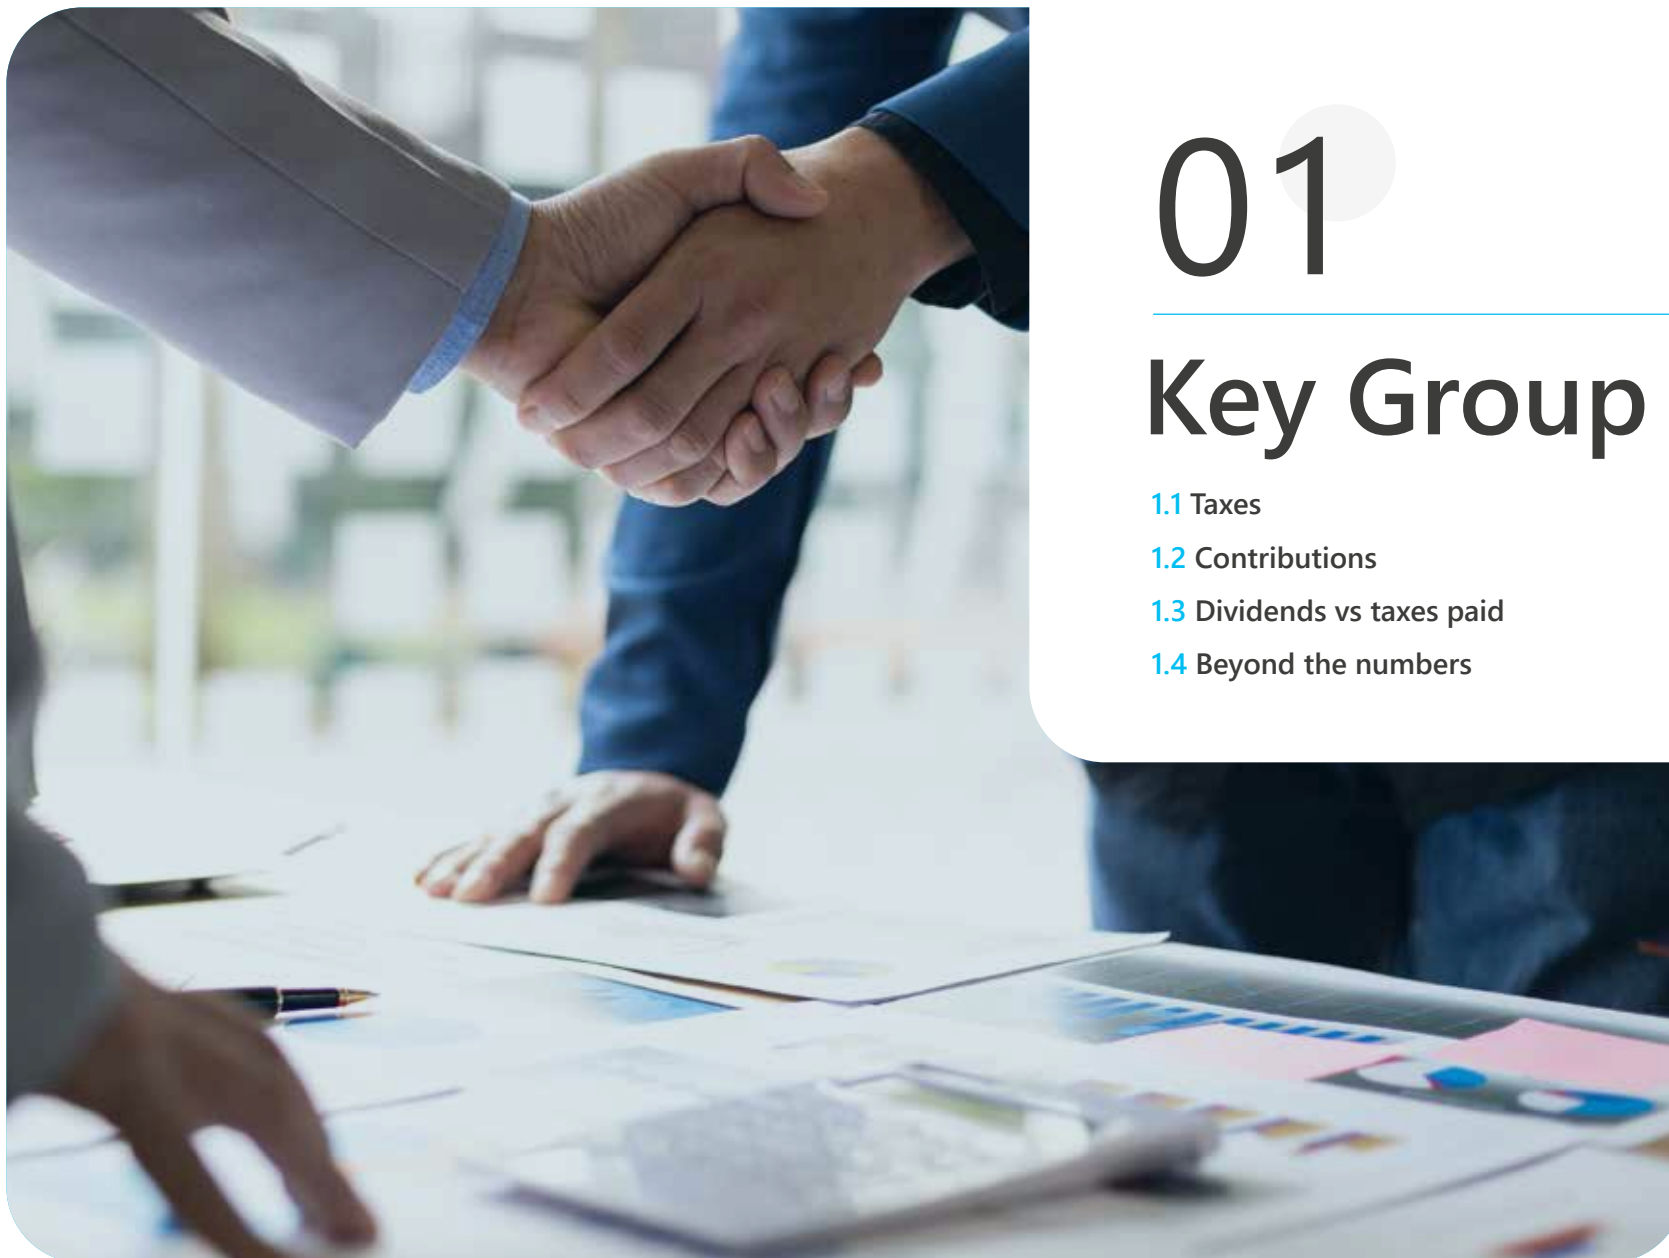 01
Key Group
1.1 Taxes
1.2 Contributions
1.3 Dividends vs taxes paid
1.4 Beyond the numbers